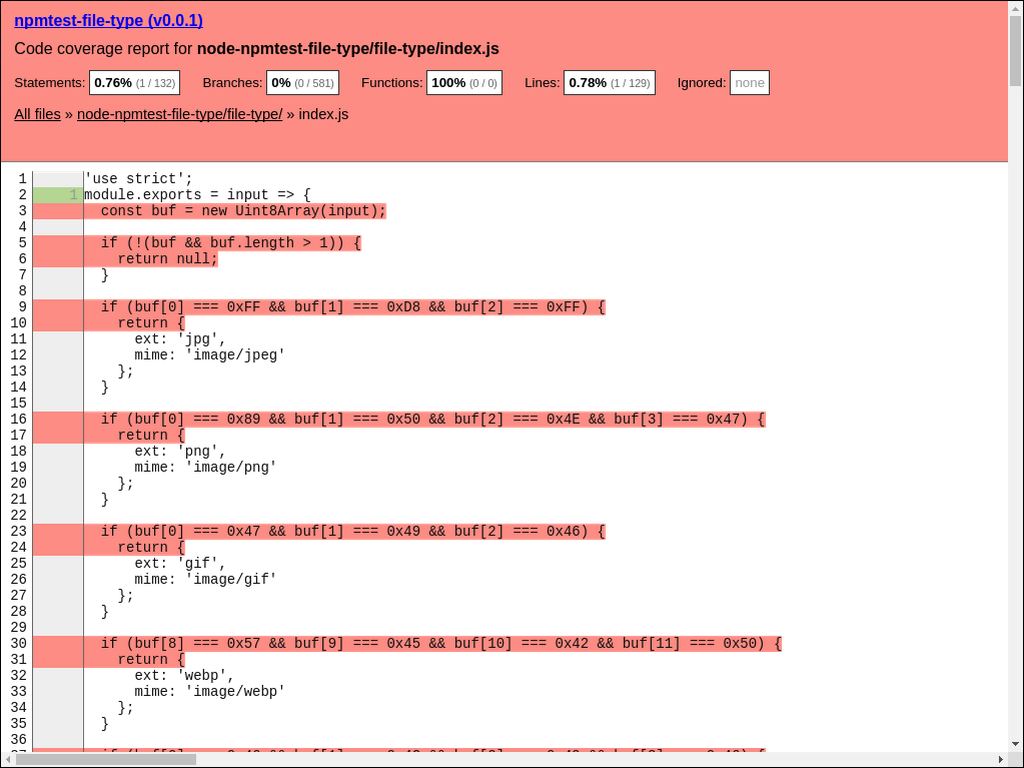 npmtest-file-type (v0.0.1)
Code coverage report for node-npmtest-file-type/file-type/index.js
Statements: 0.76% (1 / 132) Branches: 0% (0 / 581) Functions: 100% (0 / 0) Lines: 0.78% (1 / 129) Ignored: none
All files » node-npmtest-file-type/file-type/ » index.js
1 'use strict';
2 1 module.exports = input => {
3 const buf = new Uint8Array(input);
4
5 if (!(buf && buf.length > 1)) {
6 return null;
7 }
8
9 if (buf[0] === 0xFF && buf[1] === 0xD8 && buf[2] === 0xFF) {
10 return {
11 ext: 'jpg',
12 mime: 'image/jpeg'
13 };
14 }
15
16 if (buf[0] === 0x89 && buf[1] === 0x50 && buf[2] === 0x4E && buf[3] === 0x47) {
17 return {
18 ext: 'png',
19 mime: 'image/png'
20 };
21 }
22
23 if (buf[0] === 0x47 && buf[1] === 0x49 && buf[2] === 0x46) {
24 return {
25 ext: 'gif',
26 mime: 'image/gif'
27 };
28 }
29
30 if (buf[8] === 0x57 && buf[9] === 0x45 && buf[10] === 0x42 && buf[11] === 0x50) {
31 return {
32 ext: 'webp',
33 mime: 'image/webp'
34 };
35 }
36